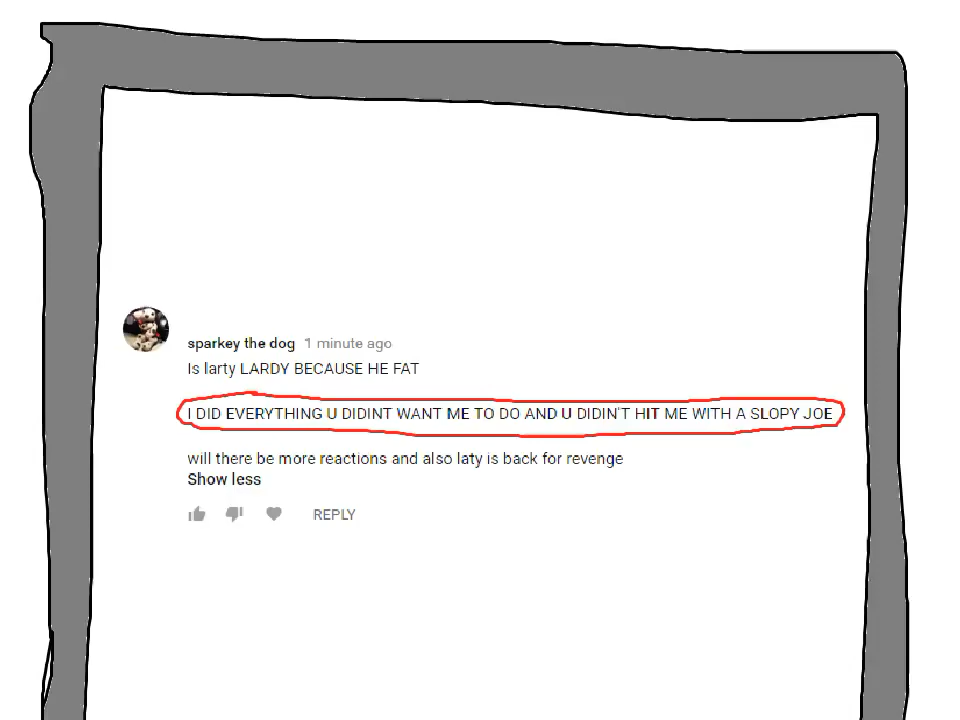 sparkey the dog 1 minute ago
Is larty LARDY BECAUSE HE FAT
I DID EVERYTHING U DIDINT WANT ME TO DO AND U DIDIN'T HIT ME WITH A SLOPY JOE
will there be more reactions and also laty is back for revenge
Show less
REPLY